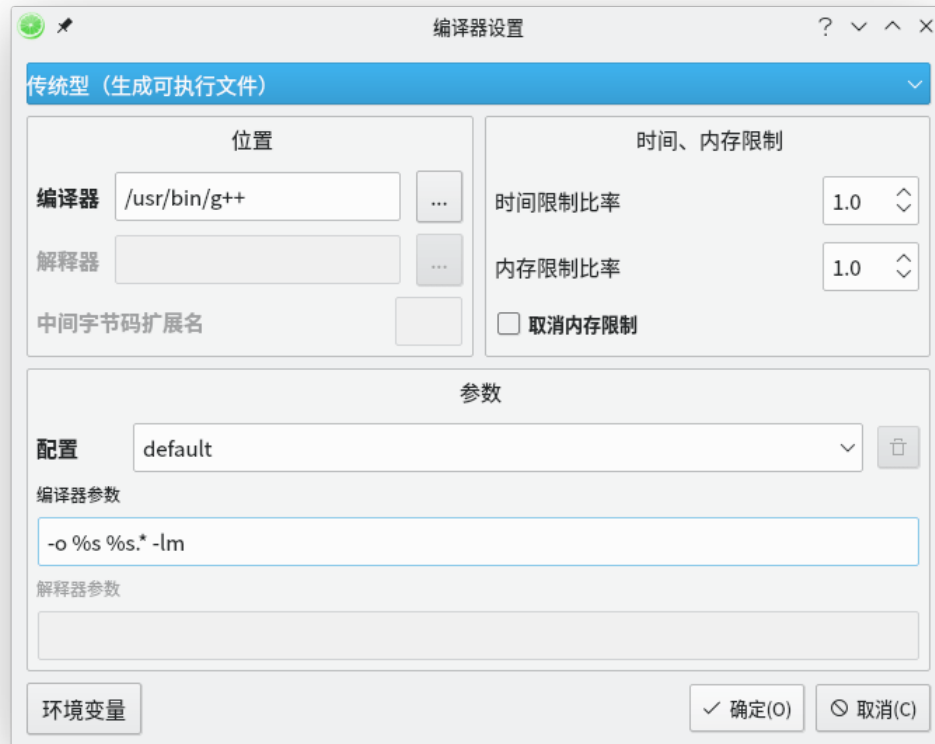 编译器设置
传统型（生成可执行文件）
位置
编译器 /usr/bin/g++ ...
解释器 ...
中间字节码扩展名
时间、内存限制
时间限制比率 1.0
内存限制比率 1.0
取消内存限制
参数
配置 default
编译器参数
-o %s %s.* -lm
解释器参数
环境变量 确定(O) 取消(C)